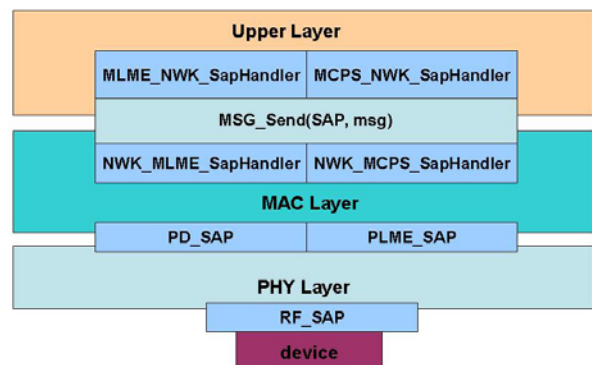 Upper Layer
MLME_NWK_SapHandler MCPS_NWK_SapHandler
MSG_Send(SAP, msg)
NWK_MLME_SapHandler NWK_MCPS_SapHandler
MAC Layer
PD_SAP PLME_SAP
PHY Layer
RF_SAP
device